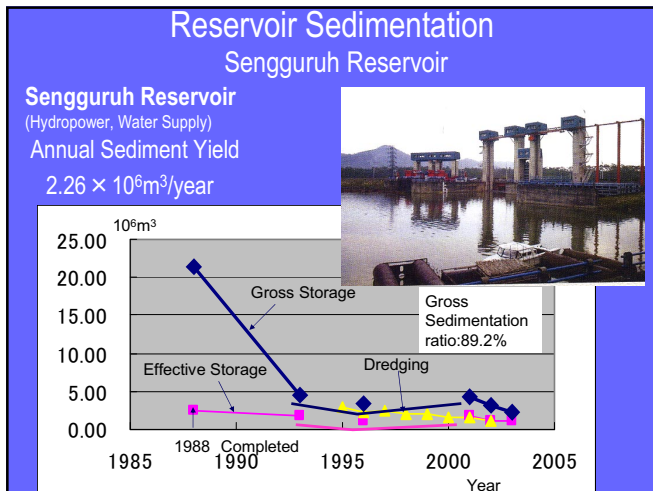 Reservoir Sedimentation
Sengguruh Reservoir
Sengguruh Reservoir
(Hydropower, Water Supply)
Annual Sediment Yield
2.26 × 10⁶m³/year
10⁶m³
25.00
20.00
15.00
10.00
5.00
0.00
Gross Storage
Gross
Sedimentation
ratio:89.2%
Effective Storage
Dredging
1988 Completed
1985
1990
1995
2000
2005
Year